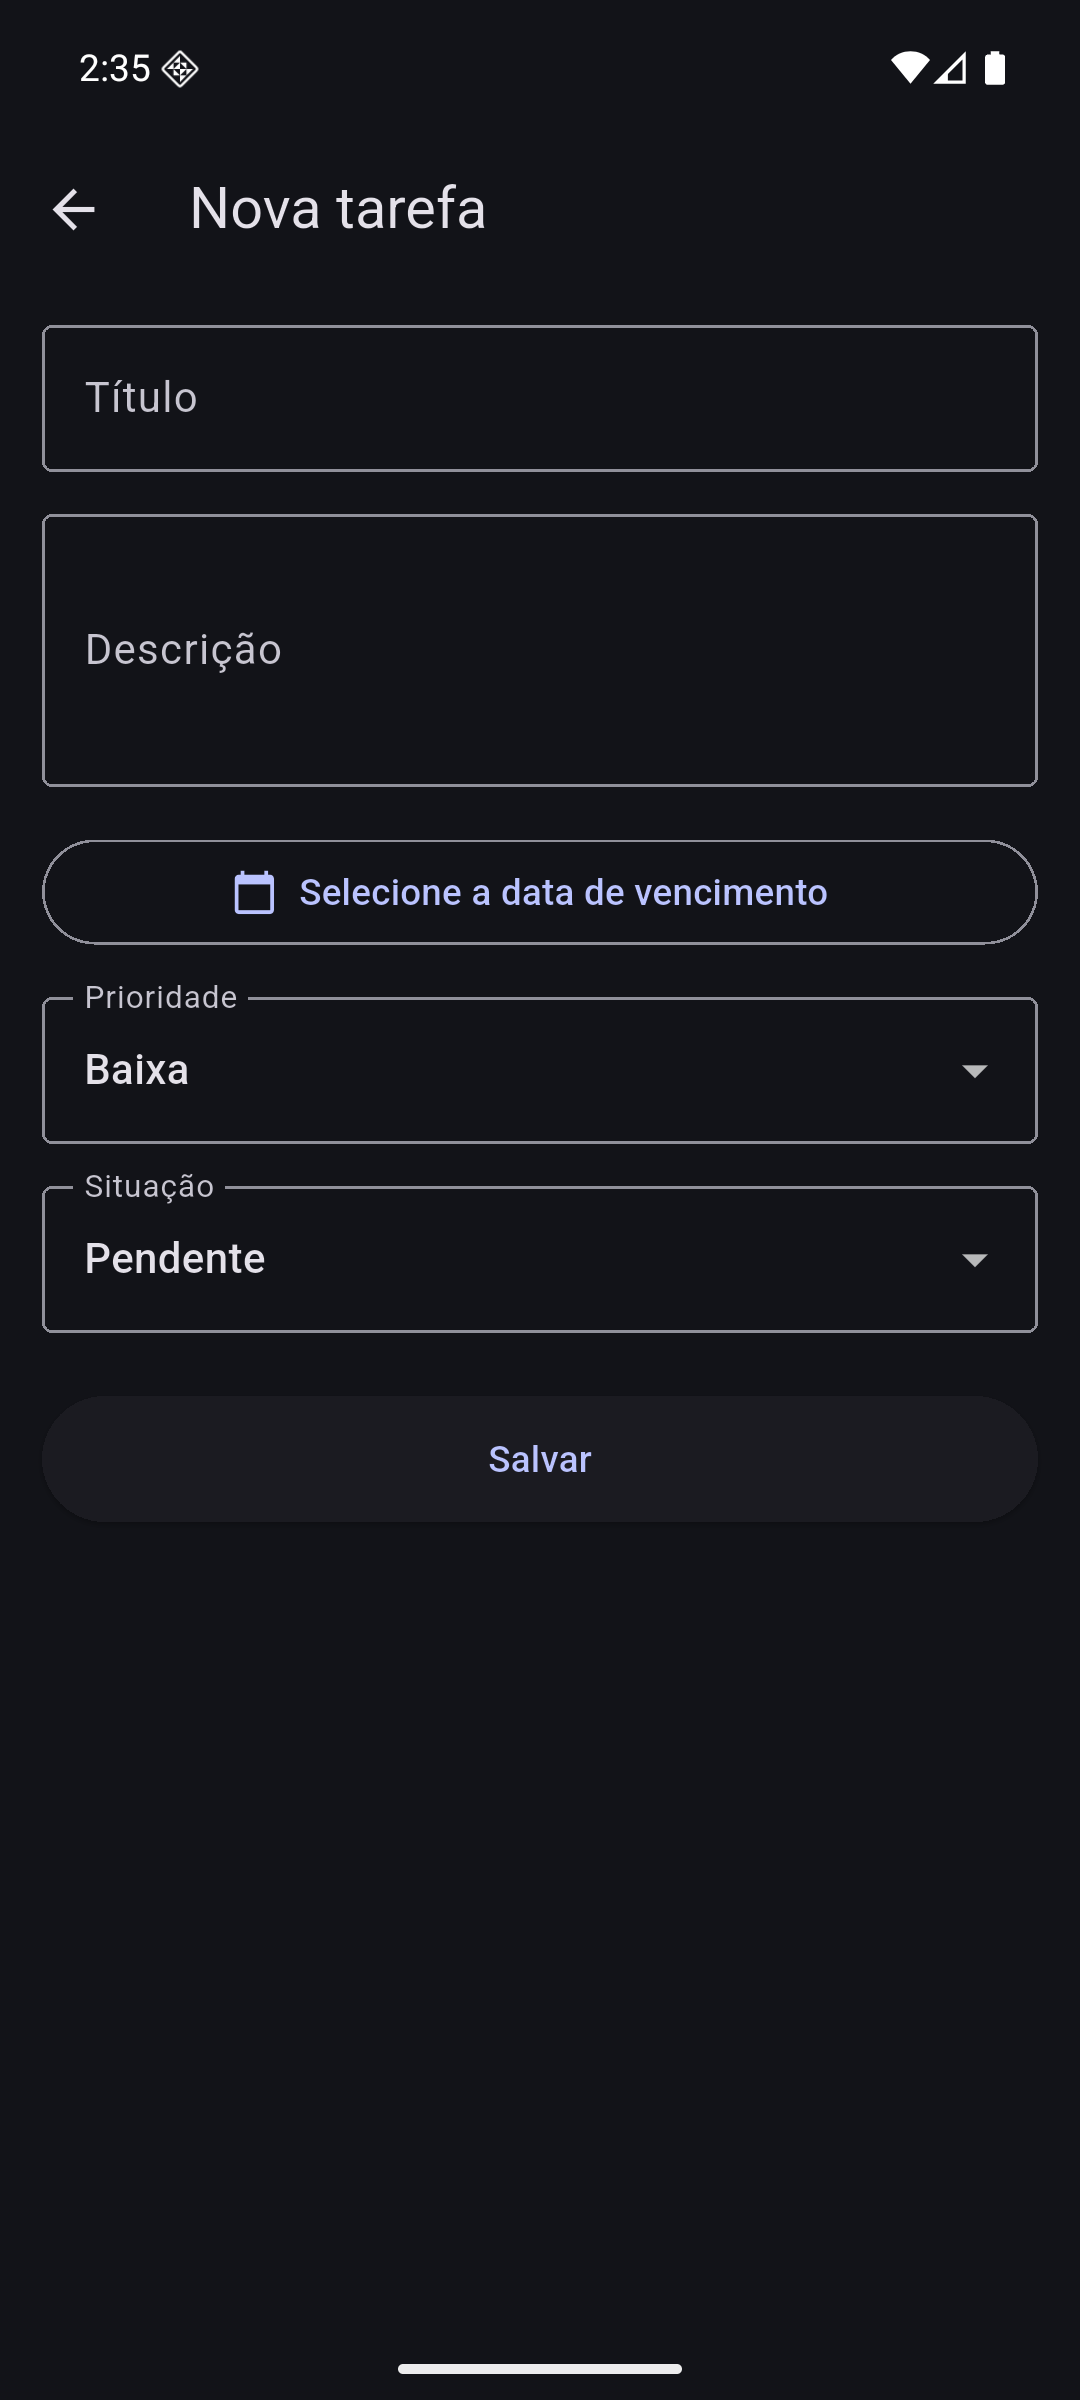 2:35
Nova tarefa
Título
Descrição
Selecione a data de vencimento
Prioridade
Baixa
Situação
Pendente
Salvar